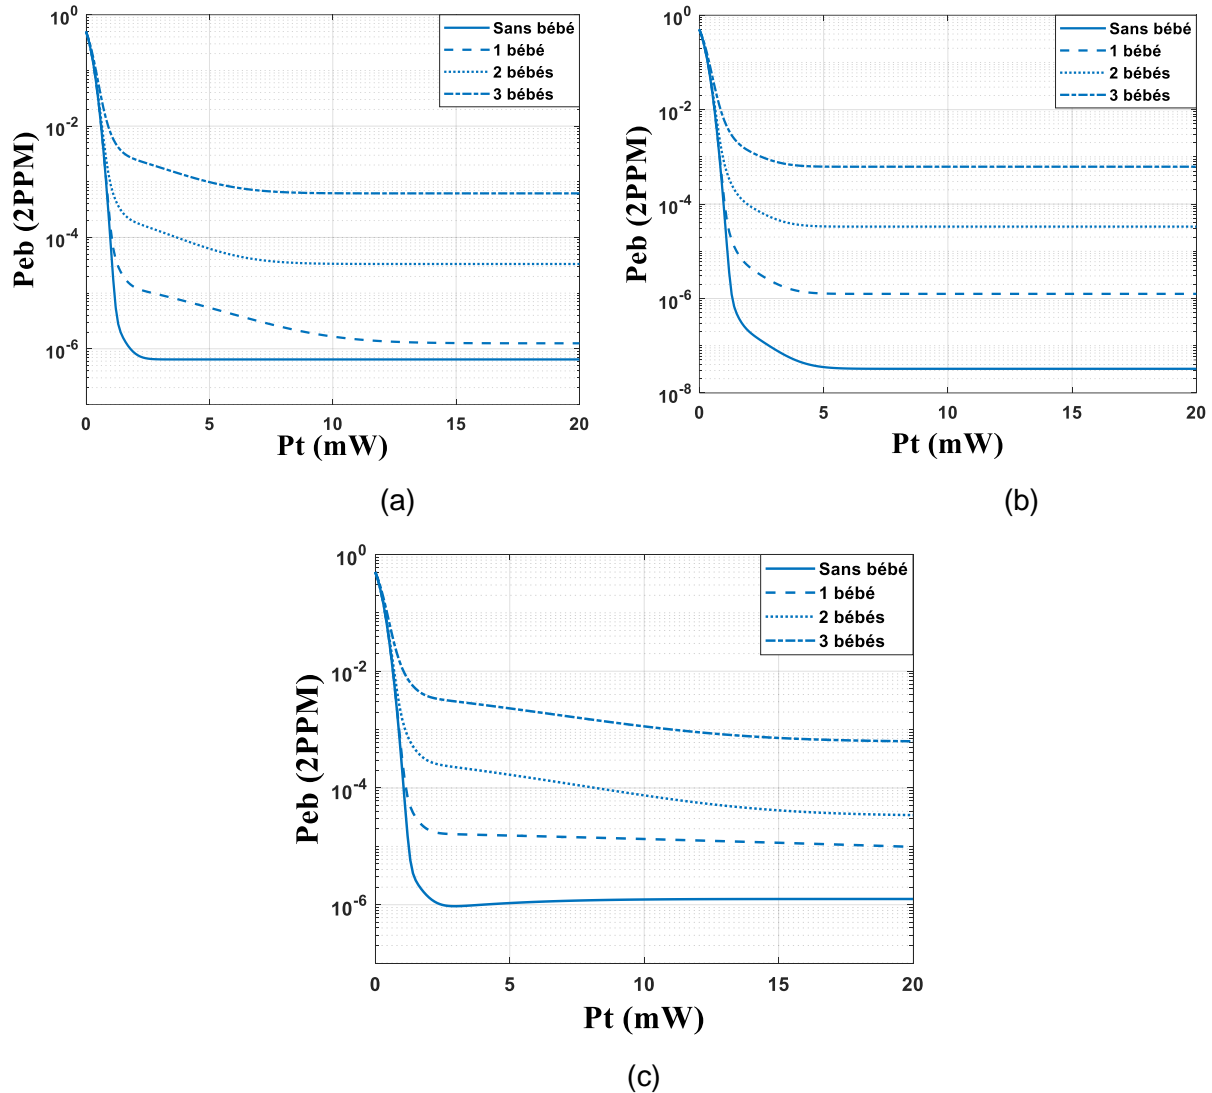 10^0
10^-2
10^-4
10^-6
Peb (2PPM)
Sans bébé
1 bébé
2 bébés
3 bébés
0 5 10 15 20
Pt (mW)
(a)
10^0
10^-2
10^-4
10^-6
10^-8
Peb (2PPM)
Sans bébé
1 bébé
2 bébés
3 bébés
0 5 10 15 20
Pt (mW)
(b)
10^0
10^-2
10^-4
10^-6
Peb (2PPM)
Sans bébé
1 bébé
2 bébés
3 bébés
0 5 10 15 20
Pt (mW)
(c)